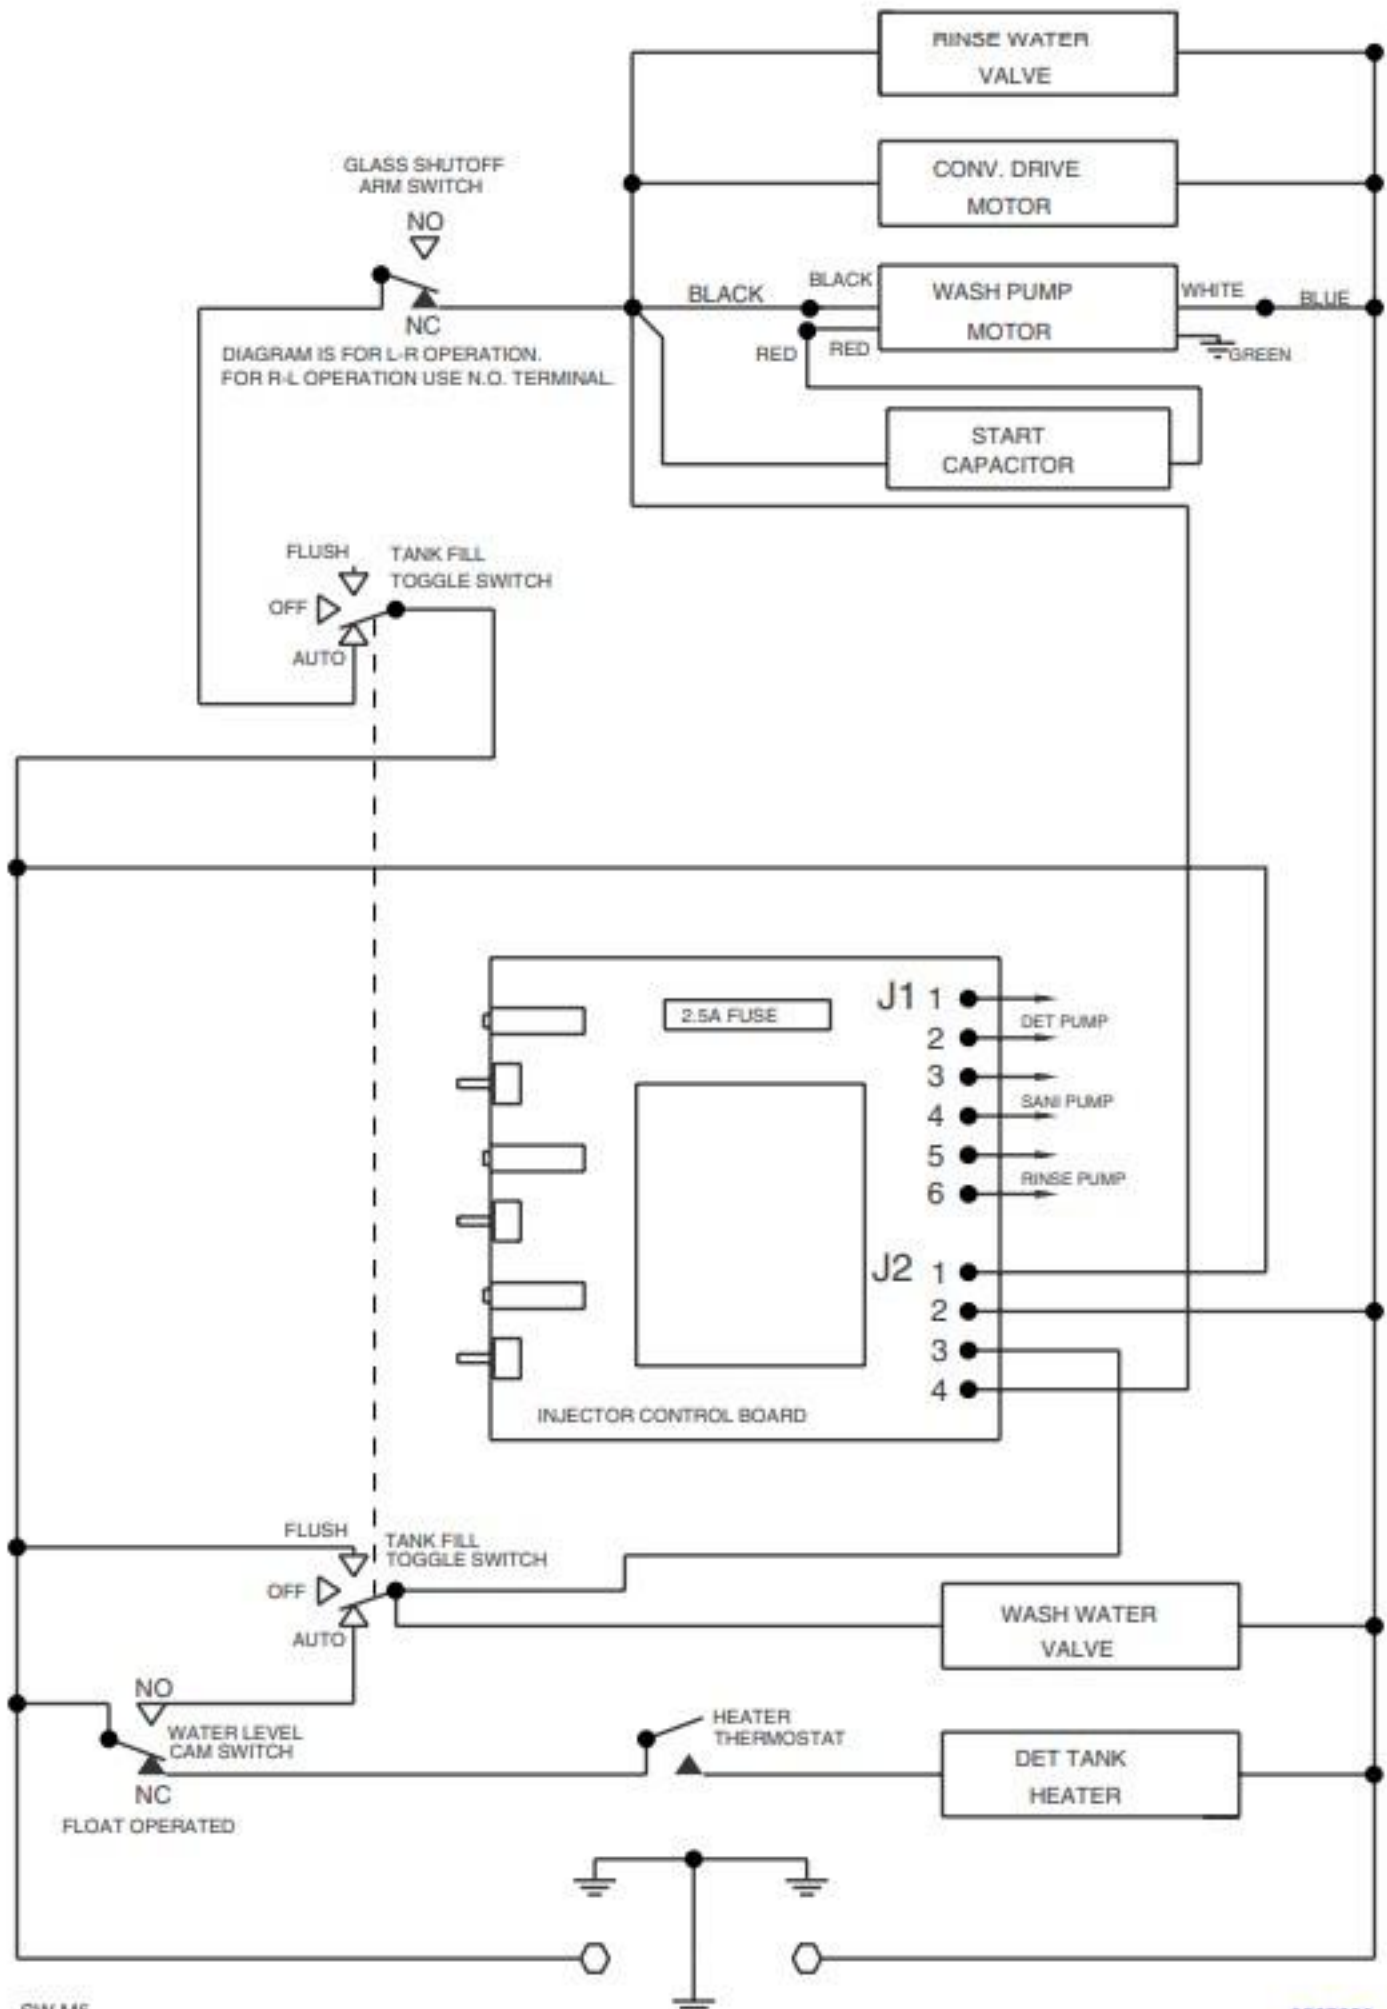 RINSE WATER
VALVE
CONV. DRIVE
MOTOR
GLASS SHUTOFF
ARM SWITCH
NO
NC
DIAGRAM IS FOR L-R OPERATION.
FOR R-L OPERATION USE N.O. TERMINAL.
BLACK
BLACK
WASH PUMP
MOTOR
WHITE
BLUE
RED
RED
GREEN
START
CAPACITOR
FLUSH
TANK FILL
TOGGLE SWITCH
OFF
AUTO
2.5A FUSE
J1 1
DET PUMP
2
3
SANI PUMP
4
5
RINSE PUMP
6
J2 1
2
3
4
INJECTOR CONTROL BOARD
FLUSH
TANK FILL
TOGGLE SWITCH
OFF
AUTO
WASH WATER
VALVE
NO
WATER LEVEL
CAM SWITCH
NC
FLOAT OPERATED
HEATER
THERMOSTAT
DET TANK
HEATER